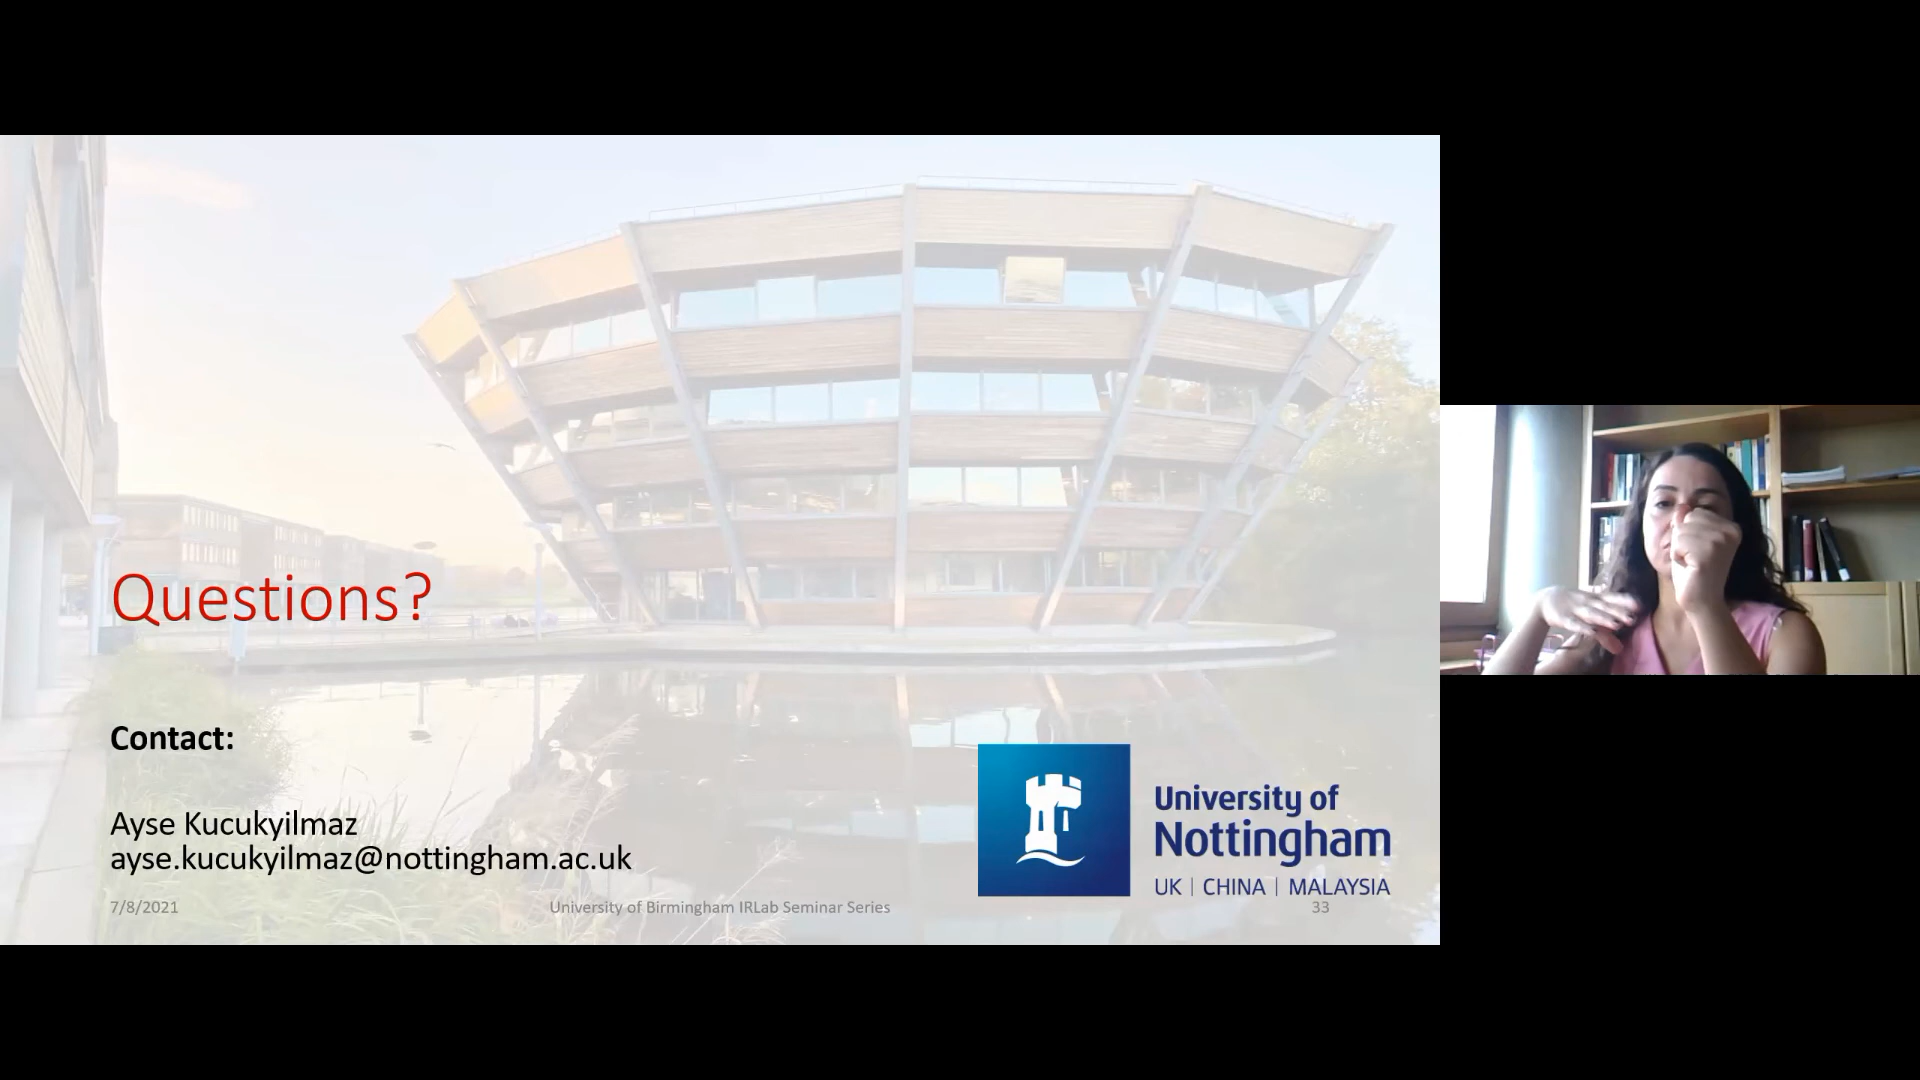 Questions?
Contact:
Ayse Kucukyilmaz
ayse.kucukyilmaz@nottingham.ac.uk
7/8/2021
University of Birmingham IRLab Seminar Series
33
University of
Nottingham
UK | CHINA | MALAYSIA